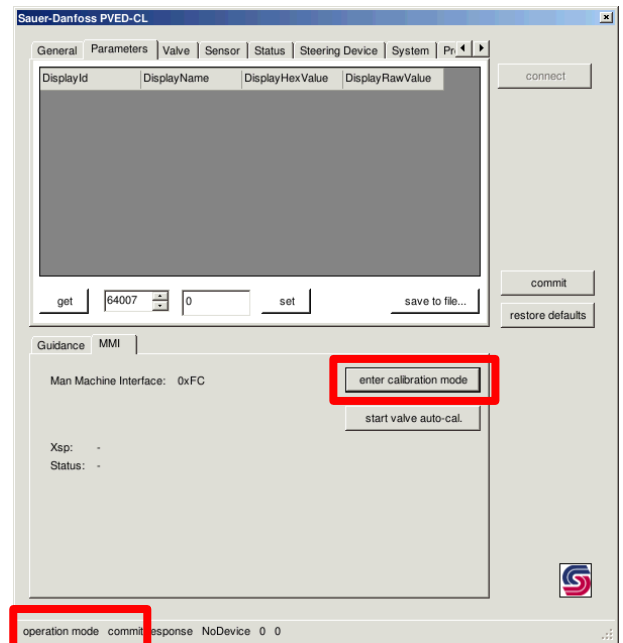 Sauer-Danfoss PVED-CL
General Parameters Valve Sensor Status Steering Device System
DisplayId DisplayName DisplayHexValue DisplayRawValue
connect
get 64007 0 set save to file...
commit
restore defaults
Guidance MMI
Man Machine Interface: 0xFC
enter calibration mode
start valve auto-cal.
Xsp: -
Status: -
operation mode commit esponse NoDevice 0 0